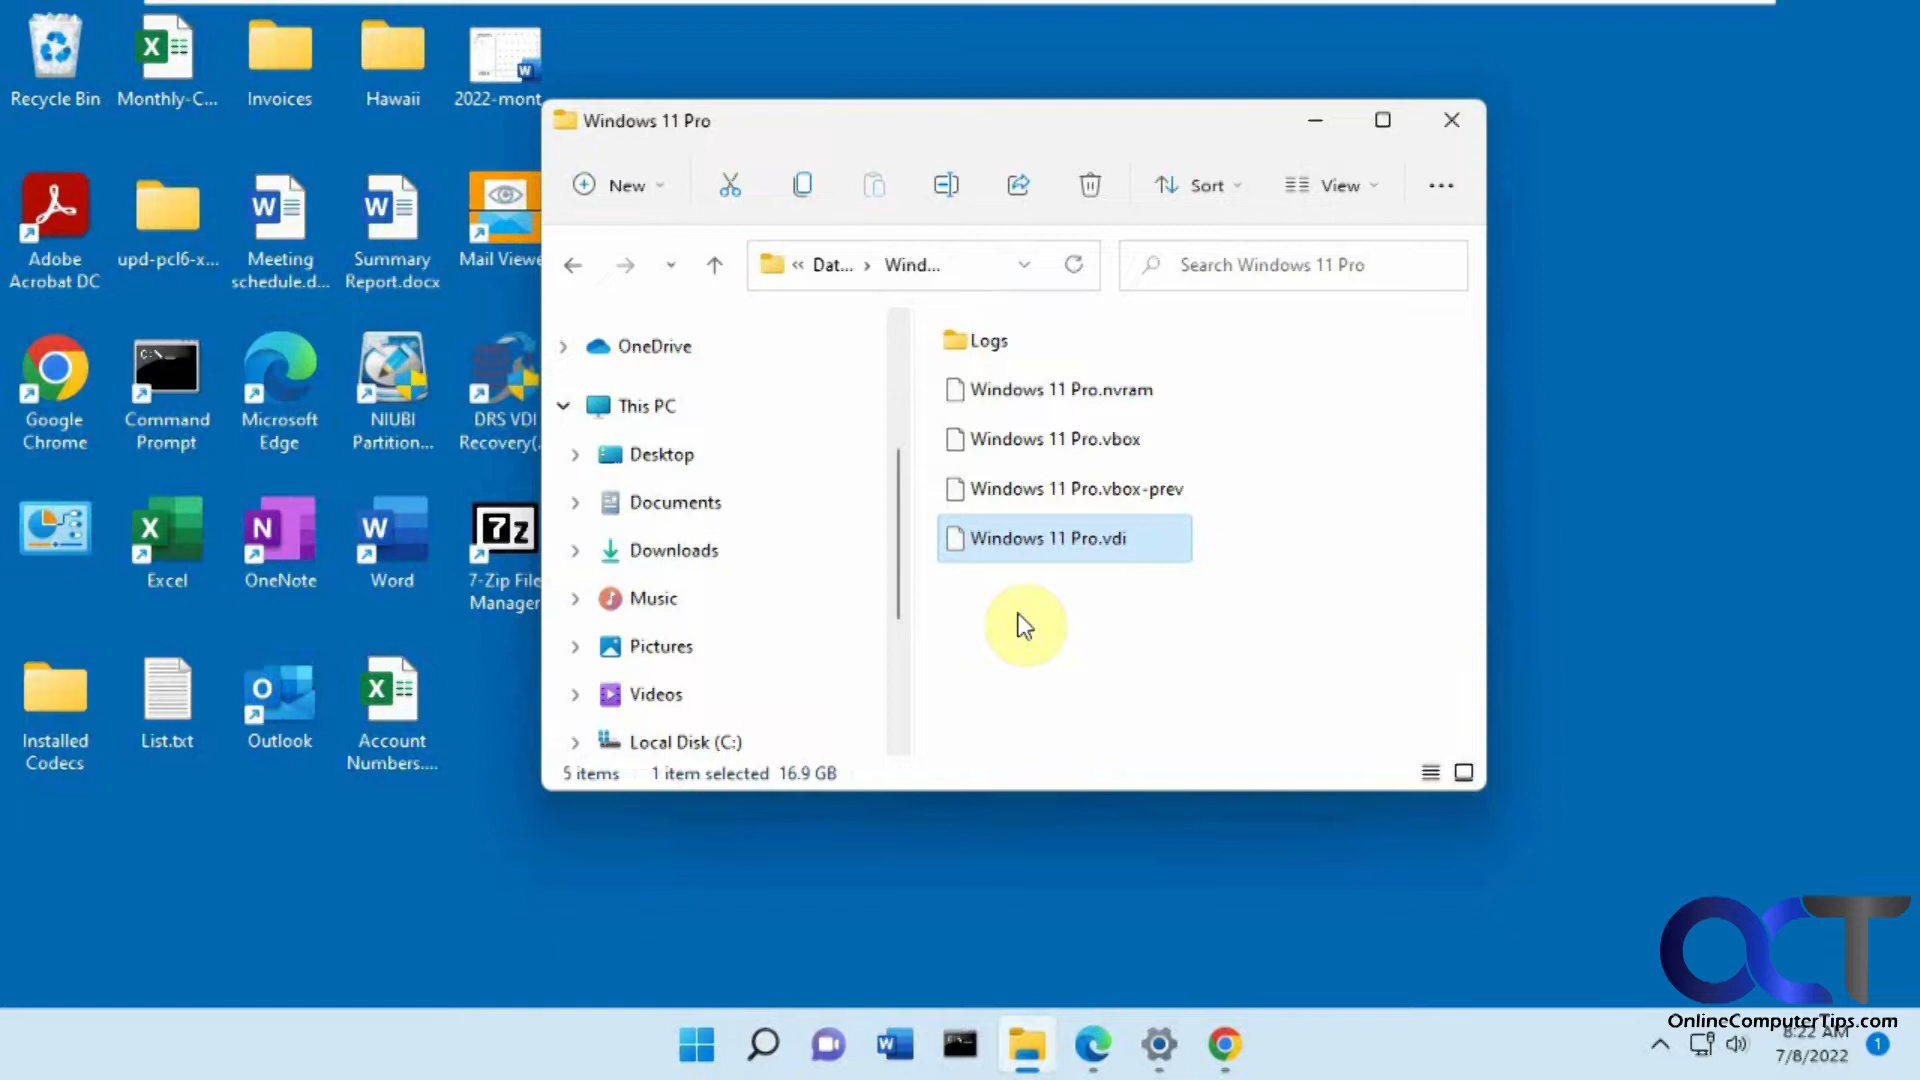 Recycle Bin
Monthly-C...
Invoices
Hawaii
2022-mont
Adobe
Acrobat DC
upd-pcl6-x...
Meeting
schedule.d...
Summary
Report.docx
Mail Viewe
Google
Chrome
Command
Prompt
Microsoft
Edge
NIUBI
Partition...
DRS VDI
Recovery(.
Excel
OneNote
Word
7z
7-Zip File
Manager
Installed
Codecs
List.txt
Outlook
Account
Numbers....
Windows 11 Pro
New
Sort
View
« Dat... › Wind...
Search Windows 11 Pro
OneDrive
This PC
Desktop
Documents
Downloads
Music
Pictures
Videos
Local Disk (C:)
Logs
Windows 11 Pro.nvram
Windows 11 Pro.vbox
Windows 11 Pro.vbox-prev
Windows 11 Pro.vdi
5 items 1 item selected 16.9 GB
OCT
OnlineComputerTips.com
8:22 AM
7/8/2022
1